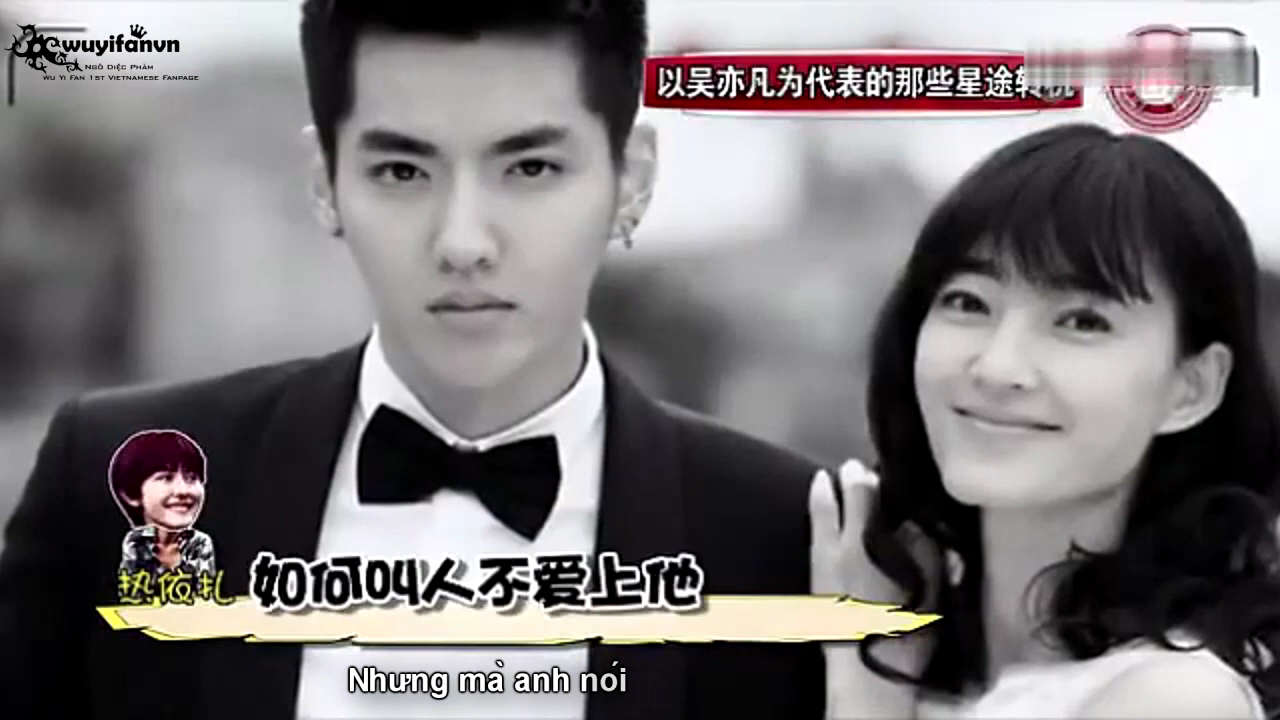 wuyifanvn
Ngô Diệc Phàm
Wu Yi Fan 1st Vietnamese Fanpage
以吴亦凡为代表的那些星途转机
热依扎
如何叫人不爱上他
Nhưng mà anh nói